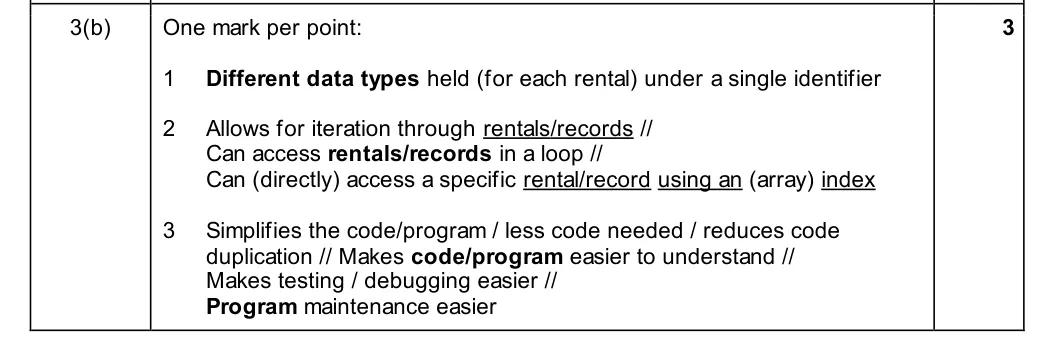 3(b) One mark per point: 3
1 Different data types held (for each rental) under a single identifier
2 Allows for iteration through rentals/records //
Can access rentals/records in a loop //
Can (directly) access a specific rental/record using an (array) index
3 Simplifies the code/program / less code needed / reduces code
duplication // Makes code/program easier to understand //
Makes testing / debugging easier //
Program maintenance easier